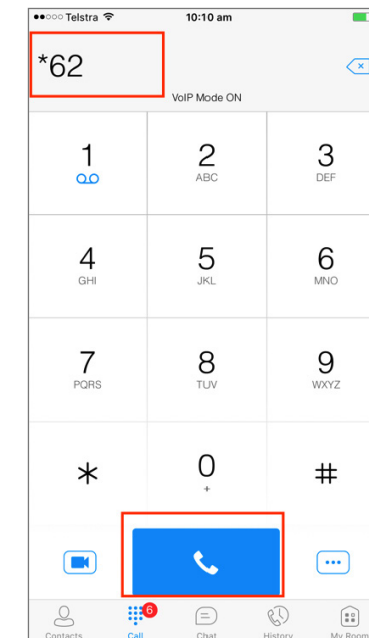 Telstra 10:10 am
*62
VoIP Mode ON
1 2 3
ABC DEF
4 5 6
GHI JKL MNO
7 8 9
PQRS TUV WXYZ
* 0 #
+
6
Contacts Call Chat History My Room